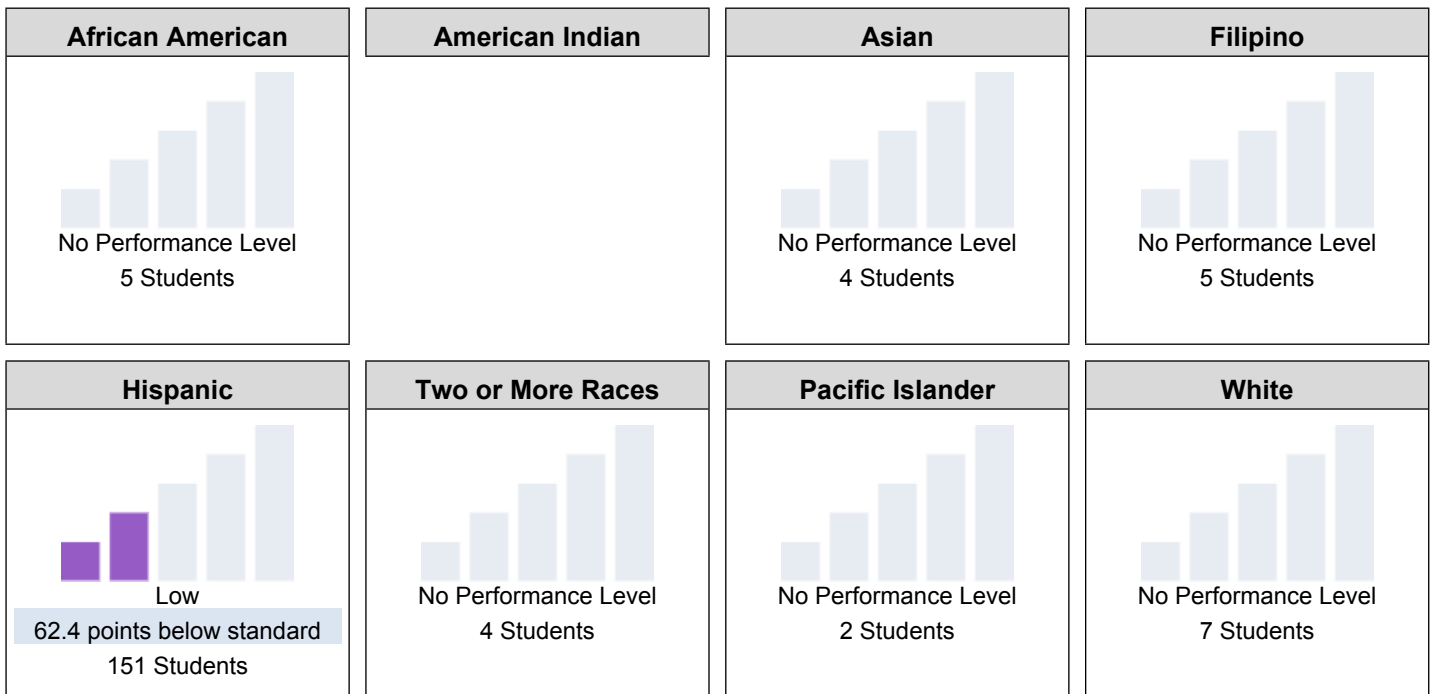 African American
No Performance Level
5 Students
American Indian
Asian
No Performance Level
4 Students
Filipino
No Performance Level
5 Students
Hispanic
Low
62.4 points below standard
151 Students
Two or More Races
No Performance Level
4 Students
Pacific Islander
No Performance Level
2 Students
White
No Performance Level
7 Students